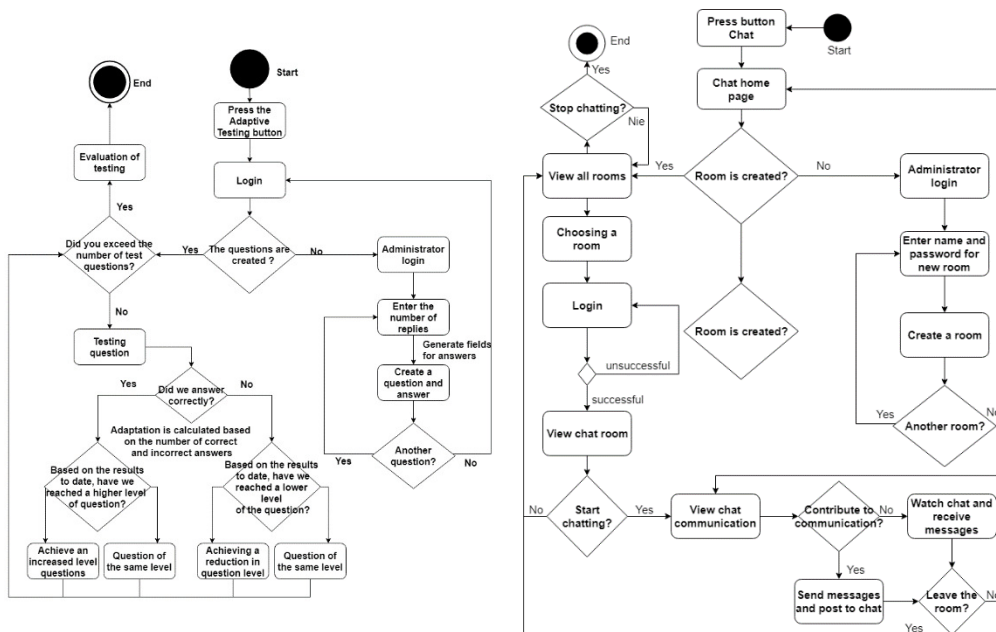 End
Start
Press the
Adaptive
Testing button
Evaluation of
testing
Login
Yes
Did you exceed the
number of test
questions?
Yes
The questions are
created ?
No
Administrator
login
No
Enter the
number of
replies
Generate fields
for answers
Testing
question
Create a
question and
answer
Yes
No
Did we answer
correctly?
Adaptation is calculated based
on the number of correct
and incorrect answers
Another
question?
Yes
No
Based on the results
to date, have we
reached a higher level
of question?
Based on the results
to date, have we
reached a lower
level
of the question?
Achieve an
increased level
questions
Question of
the same level
Achieving a
reduction in
question level
Question of
the same level
Press button
Chat
Start
End
Yes
Chat home
page
Stop chatting?
Nie
View all rooms
Yes
Room is created?
No
Administrator
login
Choosing a
room
Enter name and
password for
new room
Login
Room is created?
Create a room
unsuccessful
successful
Yes
Another room?
No
View chat room
No
Start
chatting?
Yes
View chat
communication
Contribute to
communication?
No
Watch chat and
receive
messages
Yes
Send messages
and post to chat
Leave the
room?
No
Yes